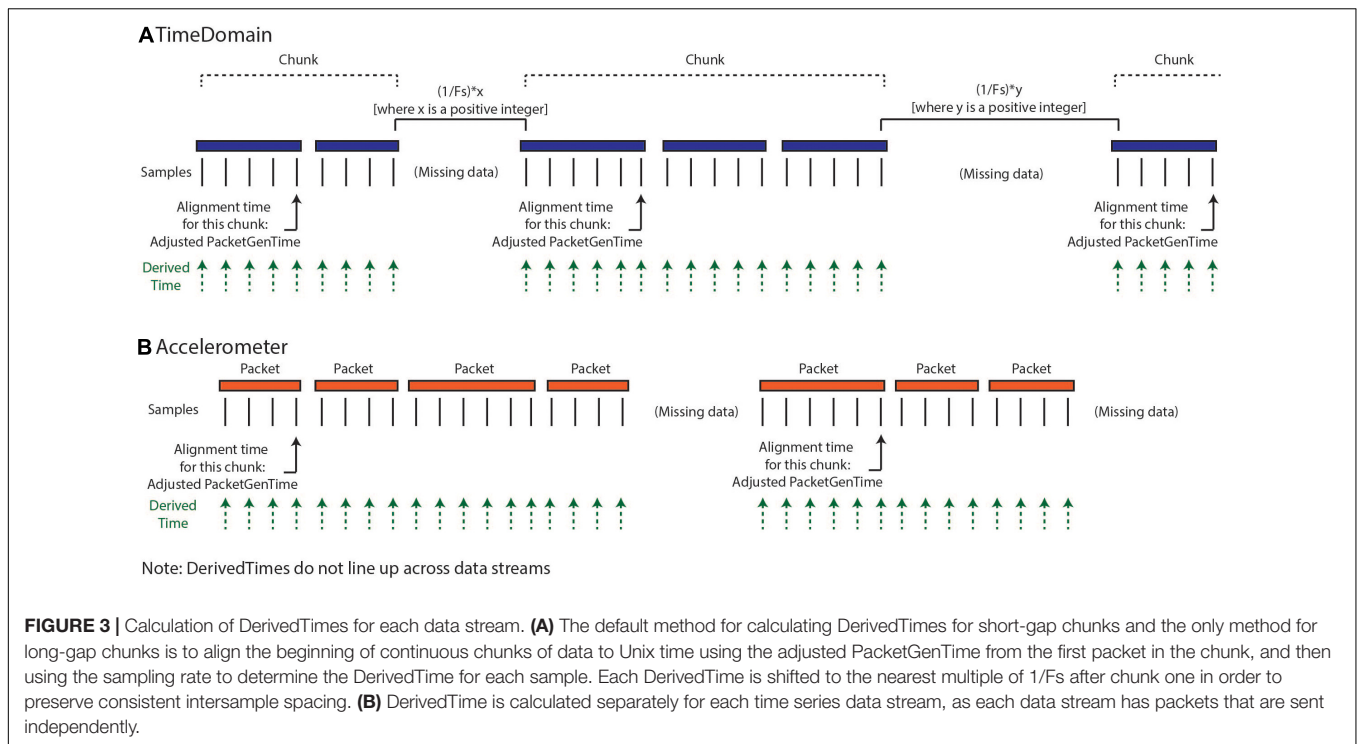 A TimeDomain
Chunk
Chunk
Chunk
(1/Fs)*x
[where x is a positive integer]
(1/Fs)*y
[where y is a positive integer]
Samples
(Missing data)
(Missing data)
Alignment time
for this chunk:
Adjusted PacketGenTime
Alignment time
for this chunk:
Adjusted PacketGenTime
Alignment time
for this chunk:
Adjusted PacketGenTime
Derived
Time
B Accelerometer
Packet
Packet
Packet
Packet
Packet
Packet
Packet
Samples
(Missing data)
(Missing data)
Alignment time
for this chunk:
Adjusted PacketGenTime
Alignment time
for this chunk:
Adjusted PacketGenTime
Derived
Time
Note: DerivedTimes do not line up across data streams
FIGURE 3 | Calculation of DerivedTimes for each data stream. (A) The default method for calculating DerivedTimes for short-gap chunks and the only method for
long-gap chunks is to align the beginning of continuous chunks of data to Unix time using the adjusted PacketGenTime from the first packet in the chunk, and then
using the sampling rate to determine the DerivedTime for each sample. Each DerivedTime is shifted to the nearest multiple of 1/Fs after chunk one in order to
preserve consistent intersample spacing. (B) DerivedTime is calculated separately for each time series data stream, as each data stream has packets that are sent
independently.